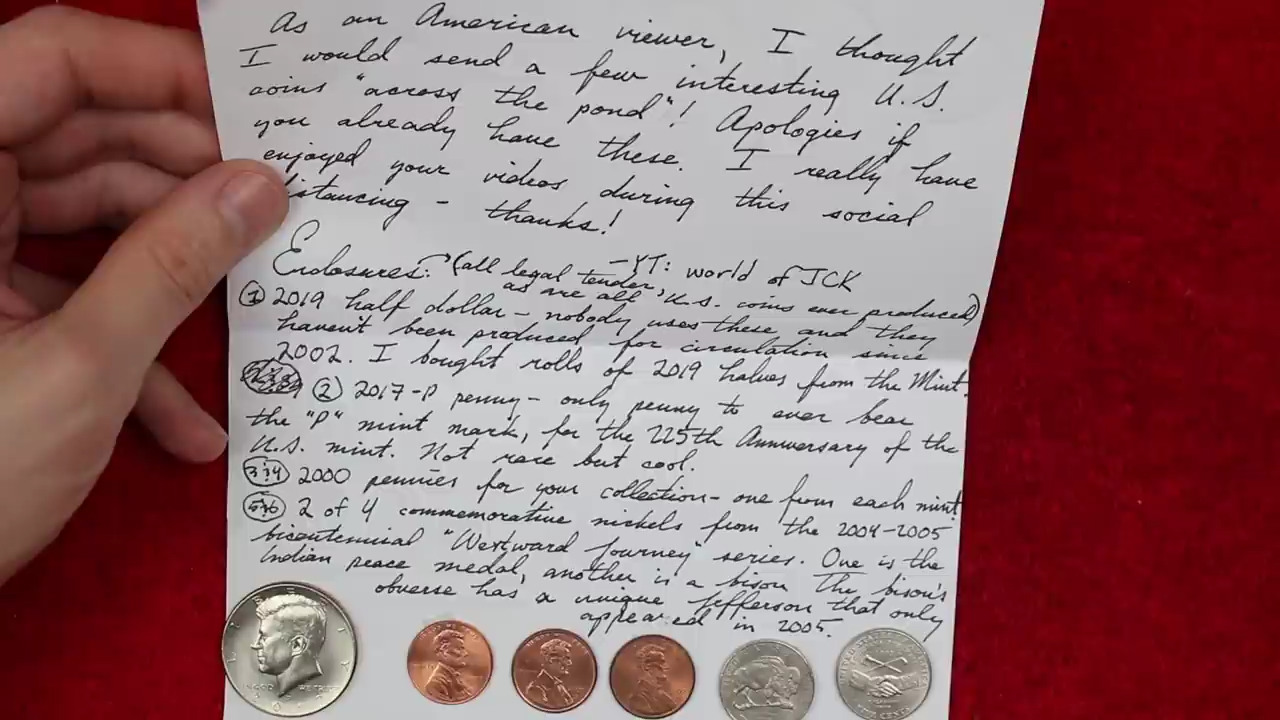 As an American viewer, I thought
I would send a few interesting U.S.
coins "across the pond"! Apologies if
you already have these. I really have
enjoyed your videos during this social
istancing - thanks!
- YT: world of JCK
Enclosures: (all legal tender,
as are all U.S. coins ever produced)
① 2019 half dollar - nobody uses these and they
haven't been produced for circulation since
2002. I bought rolls of 2019 halves from the Mint.
② 2017-P penny - only penny to ever bear
the "P" mint mark, for the 225th Anniversary of the
U.S. mint. Not rare but cool.
3;4 2000 pennies for your collection - one from each mint
5;6 2 of 4 commemorative nickels from the 2004-2005
bicentennial "Westward Journey" series. One is the
Indian peace medal, another is a bison. The bison's
obverse has a unique Jefferson that only
appeared in 2005.